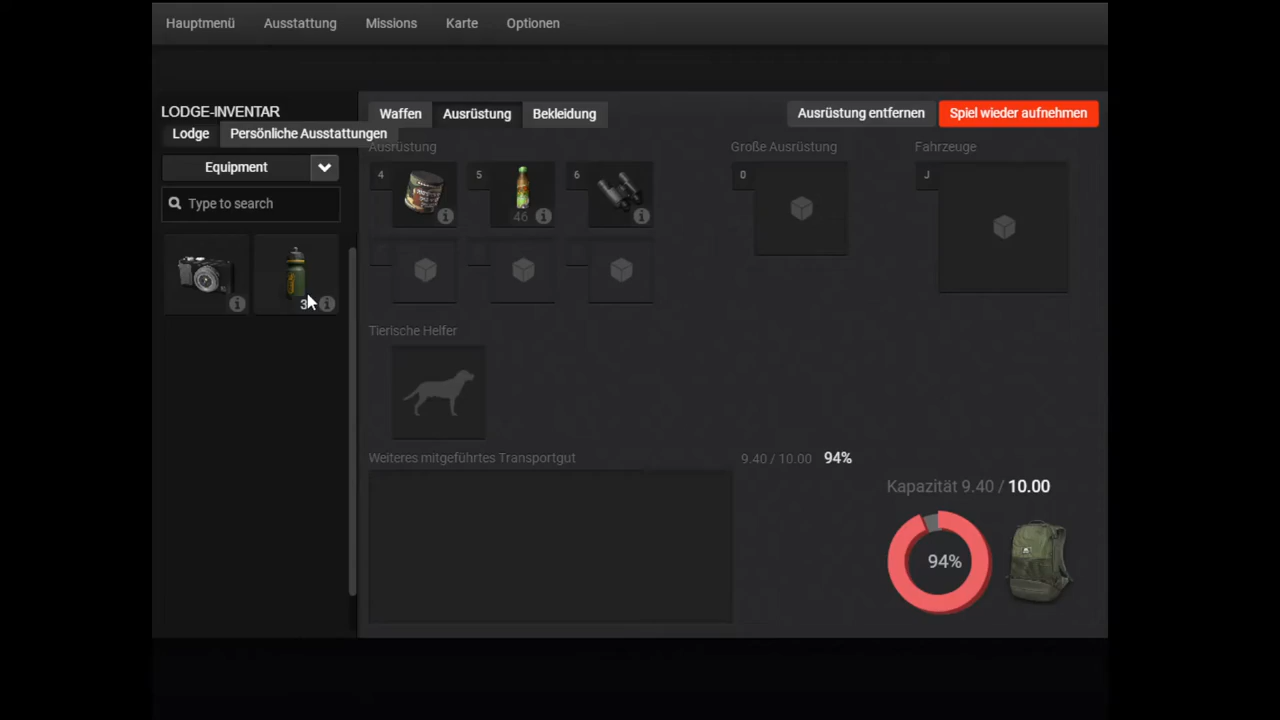 Hauptmenü Ausstattung Missions Karte Optionen
LODGE-INVENTAR
Lodge Persönliche Ausstattungen
Equipment
Type to search
Waffen Ausrüstung Bekleidung Ausrüstung entfernen Spiel wieder aufnehmen
Ausrüstung Große Ausrüstung Fahrzeuge
4 5 46 6 0 J
3
Tierische Helfer
Weiteres mitgeführtes Transportgut 9.40 / 10.00 94%
Kapazität 9.40 / 10.00
94%